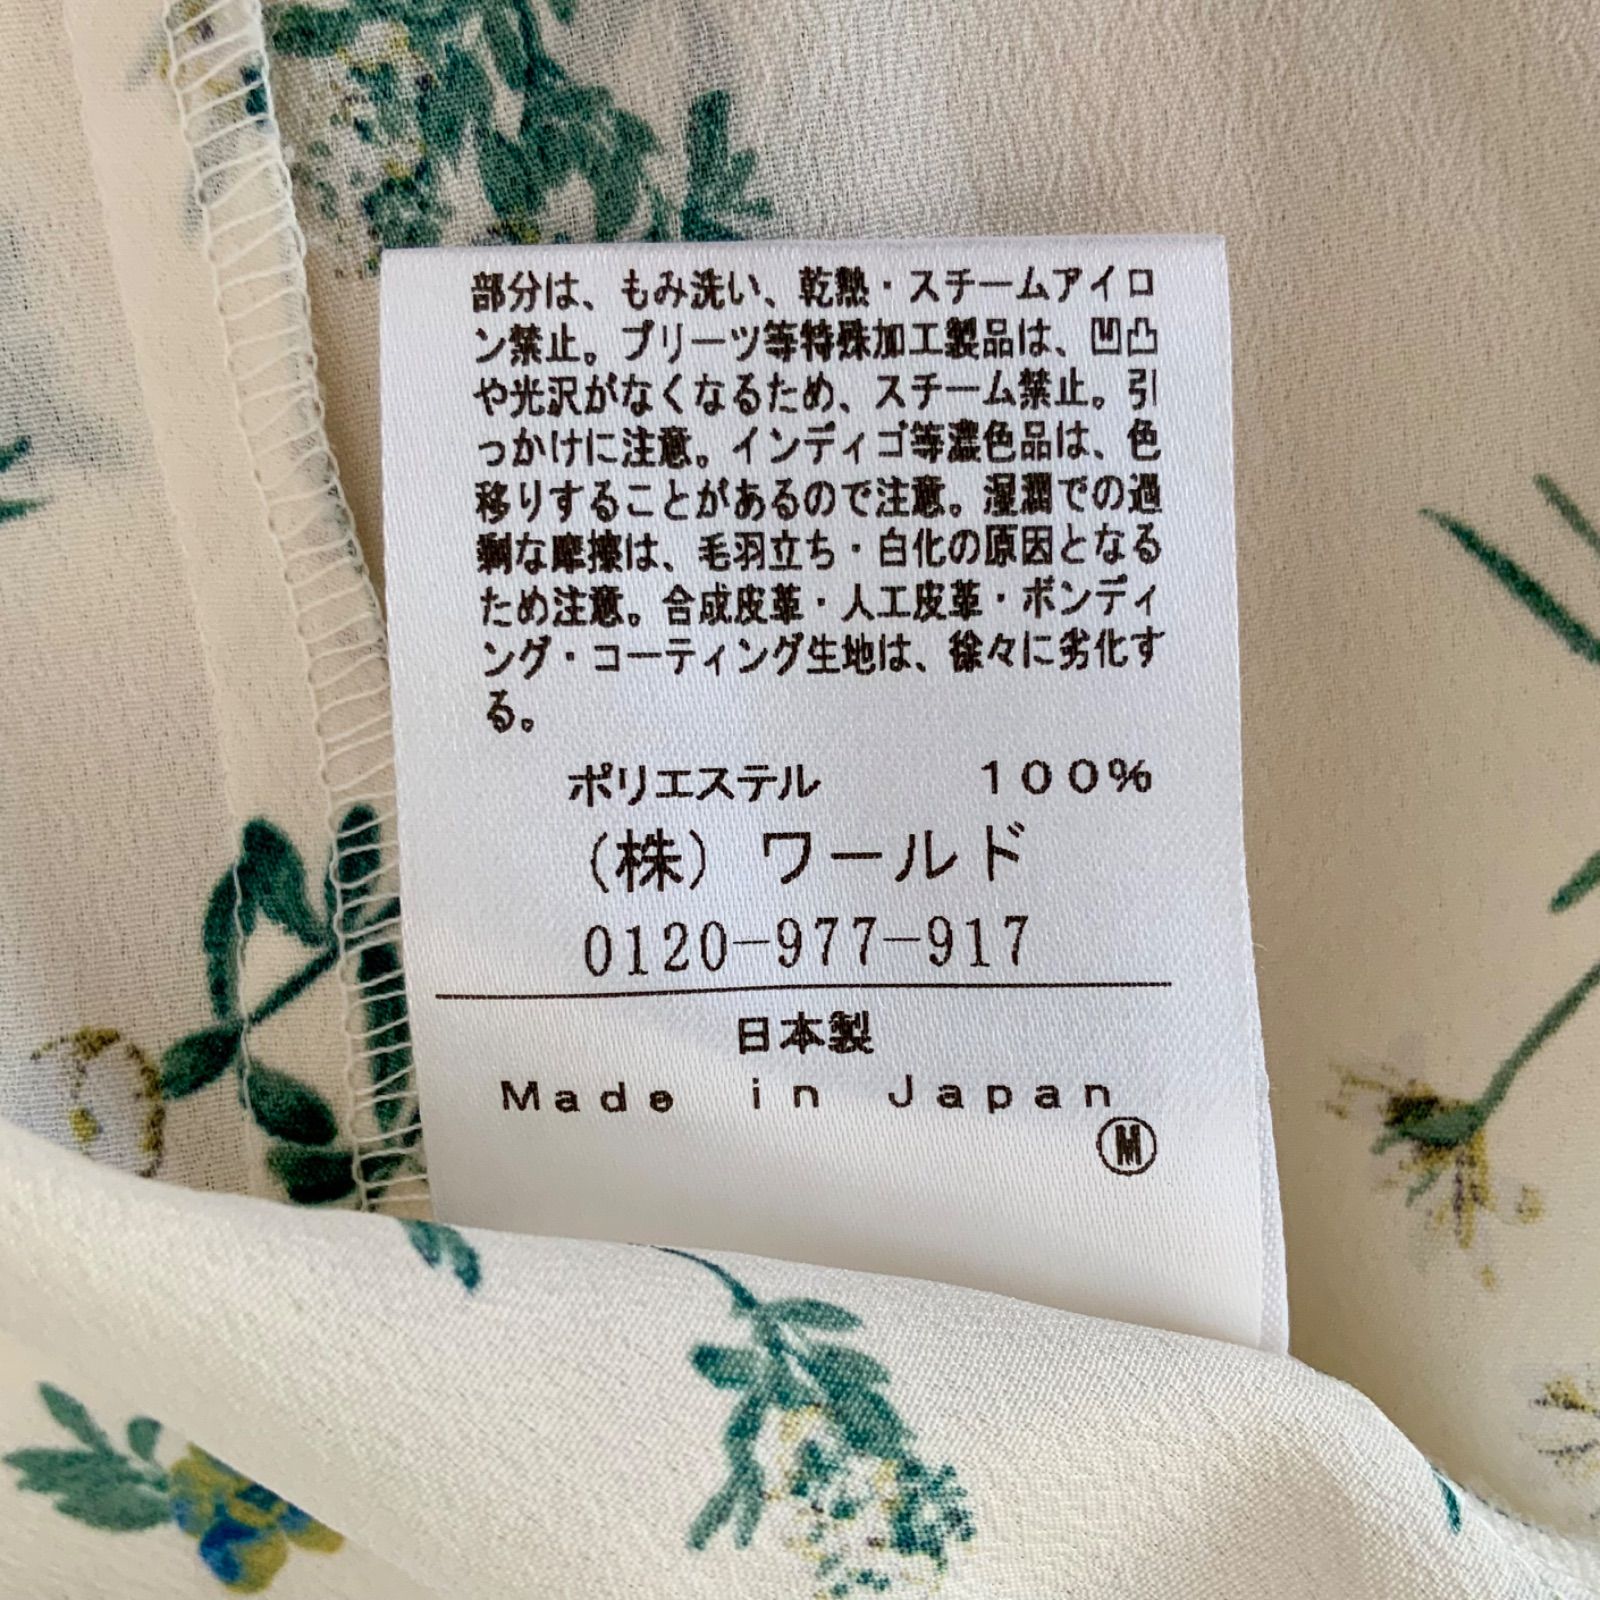 部分は、もみ洗い、乾熱・スチームアイロ
ン禁止。プリーツ等特殊加工製品は、凹凸
や光沢がなくなるため、スチーム禁止。引
っかけに注意。インディゴ等濃色品は、色
移りすることがあるので注意。湿潤での過
剰な摩擦は、毛羽立ち・白化の原因となる
ため注意。合成皮革・人工皮革・ボンディ
ング・コーティング生地は、徐々に劣化す
る。
ポリエステル 100%
(株) ワールド
0120-977-917
日本製
Made in Japan
Ⓜ